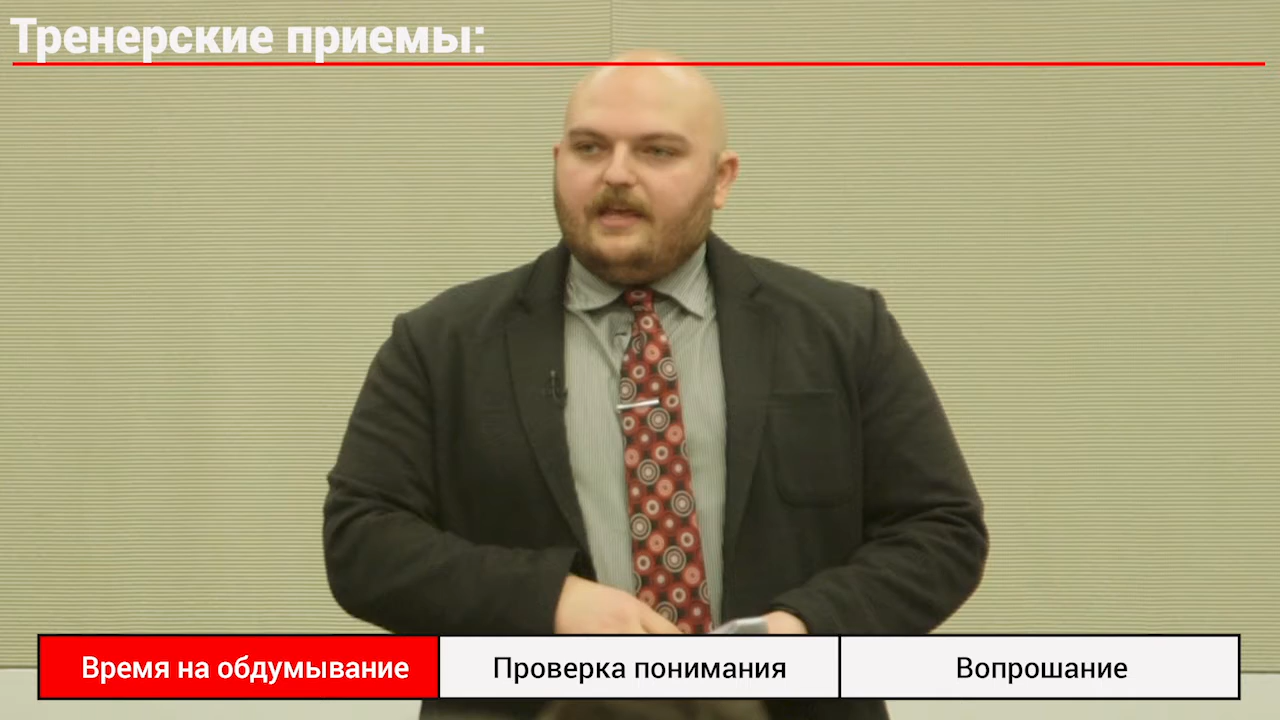 Тренерские приемы:
Время на обдумывание
Проверка понимания
Вопрошание